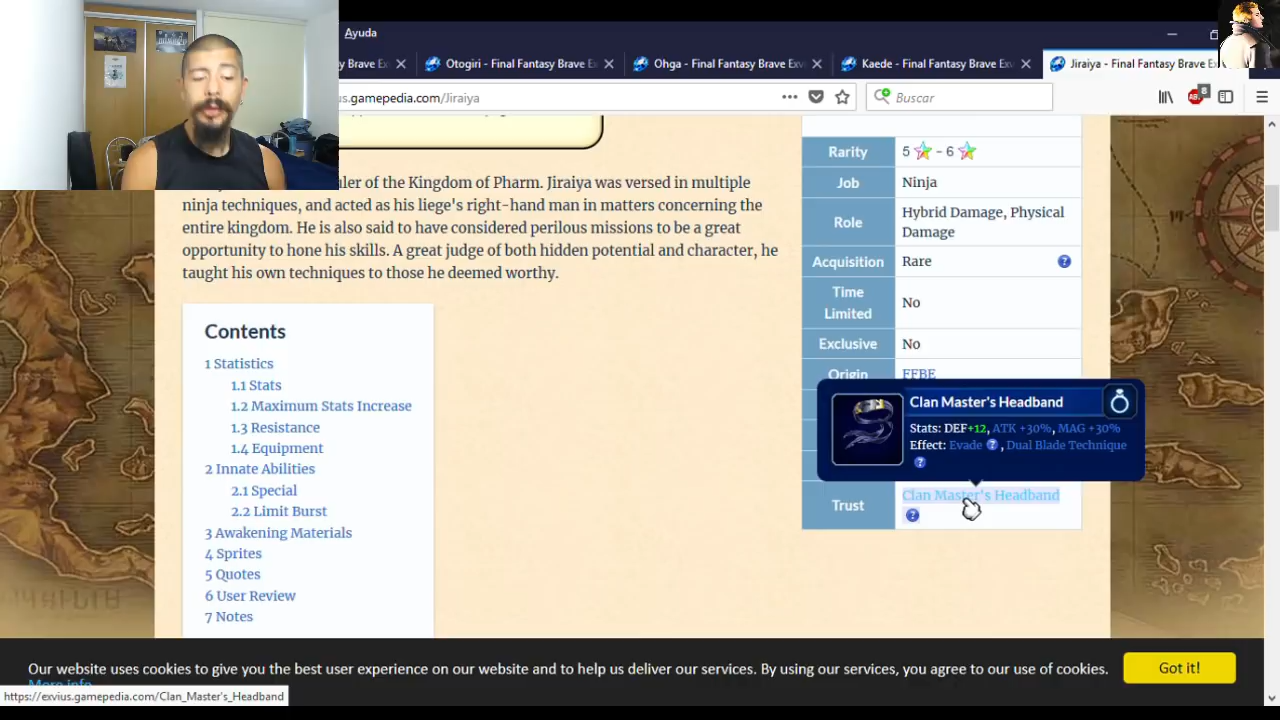 Ayuda
y Brave Ex
Otogiri - Final Fantasy Brave E
Ohga - Final Fantasy Brave Ex
Kaede - Final Fantasy Brave Ex
Jiraiya - Final Fantasy Brave Ex
us.gamepedia.com/Jiraiya
Buscar
ABP
8
Rarity
5 - 6
Job
Ninja
Role
Hybrid Damage, Physical
Damage
Acquisition
Rare
Time
Limited
No
Exclusive
No
Origin
FFBE
Trust
Clan Master's Headband
uler of the Kingdom of Pharm. Jiraiya was versed in multiple
ninja techniques, and acted as his liege's right-hand man in matters concerning the
entire kingdom. He is also said to have considered perilous missions to be a great
opportunity to hone his skills. A great judge of both hidden potential and character, he
taught his own techniques to those he deemed worthy.
Contents
1 Statistics
1.1 Stats
1.2 Maximum Stats Increase
1.3 Resistance
1.4 Equipment
2 Innate Abilities
2.1 Special
2.2 Limit Burst
3 Awakening Materials
4 Sprites
5 Quotes
6 User Review
7 Notes
Clan Master's Headband
Stats: DEF+12, ATK +30%, MAG +30%
Effect: Evade , Dual Blade Technique
Our website uses cookies to give you the best user experience on our website and to help us deliver our services. By using our services, you agree to our use of cookies.
More info
Got it!
https://exvius.gamepedia.com/Clan_Master's_Headband